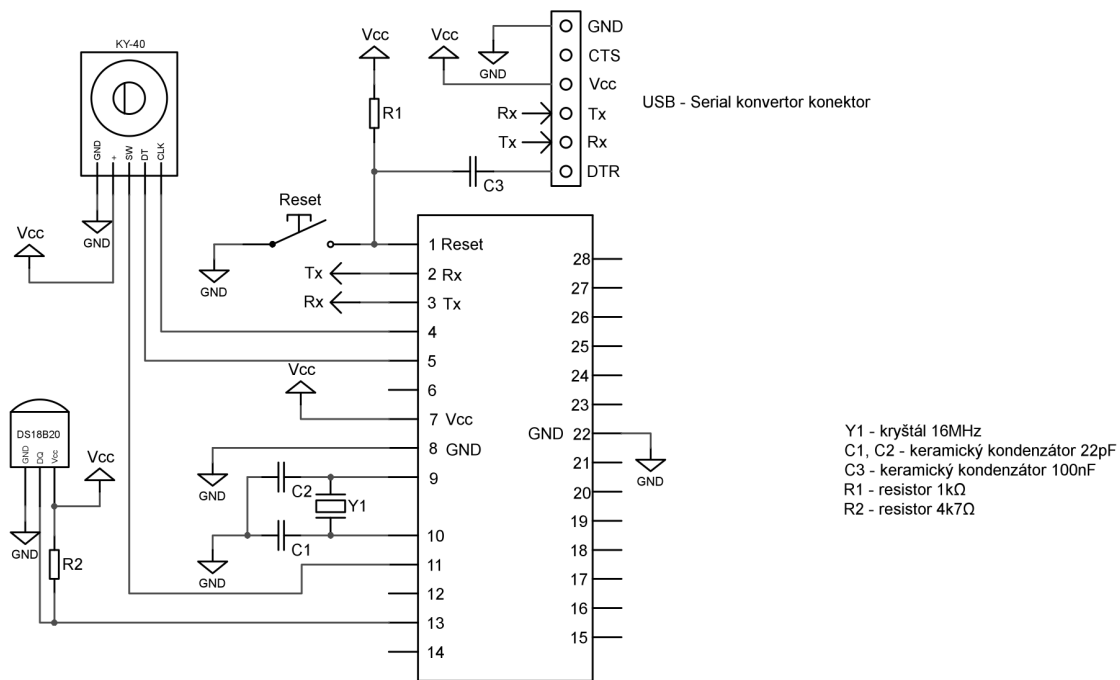 KY-40
GND
+
SW
DT
CLK
GND
Vcc
Vcc
R1
Vcc
GND
GND
CTS
Vcc
Rx
Tx
Tx
Rx
DTR
USB - Serial konvertor konektor
C3
Reset
GND
1 Reset
Tx
2 Rx
Rx
3 Tx
4
5
6
Vcc
7 Vcc
8 GND
GND
9
C2
Y1
10
C1
GND
11
12
13
14
28
27
26
25
24
23
GND 22
GND
21
20
19
18
17
16
15
DS18B20
GND
DQ
Vcc
Vcc
GND
R2
Y1 - kryštál 16MHz
C1, C2 - keramický kondenzátor 22pF
C3 - keramický kondenzátor 100nF
R1 - resistor 1kΩ
R2 - resistor 4k7Ω